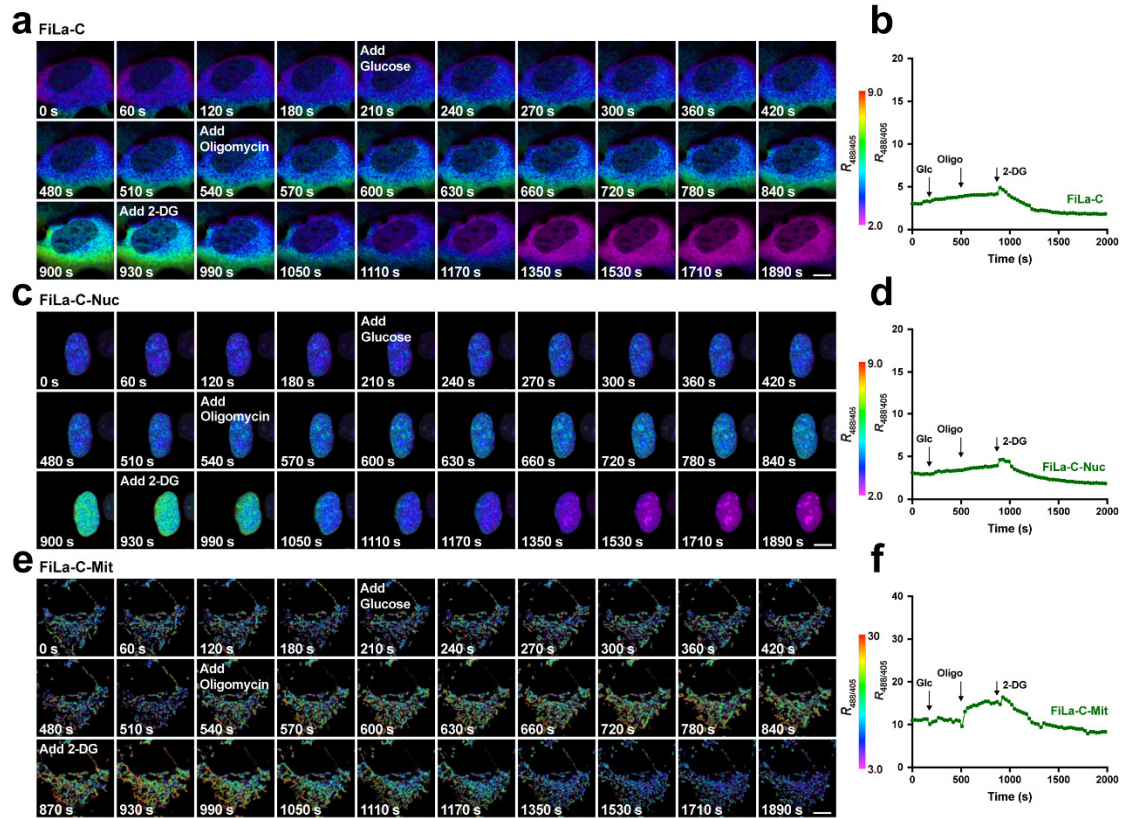 a FiLa-C
Add
Glucose
0 s 60 s 120 s 180 s 210 s 240 s 270 s 300 s 360 s 420 s
Add
Oligomycin
480 s 510 s 540 s 570 s 600 s 630 s 660 s 720 s 780 s 840 s
Add 2-DG
900 s 930 s 990 s 1050 s 1110 s 1170 s 1350 s 1530 s 1710 s 1890 s
9.0
R488/405
2.0
b
20
15
10
5
0
R488/405
Glc Oligo 2-DG
FiLa-C
0 500 1000 1500 2000
Time (s)
c FiLa-C-Nuc
Add
Glucose
0 s 60 s 120 s 180 s 210 s 240 s 270 s 300 s 360 s 420 s
Add
Oligomycin
480 s 510 s 540 s 570 s 600 s 630 s 660 s 720 s 780 s 840 s
Add 2-DG
900 s 930 s 990 s 1050 s 1110 s 1170 s 1350 s 1530 s 1710 s 1890 s
9.0
R488/405
2.0
d
20
15
10
5
0
R488/405
Glc Oligo 2-DG
FiLa-C-Nuc
0 500 1000 1500 2000
Time (s)
e FiLa-C-Mit
Add
Glucose
0 s 60 s 120 s 180 s 210 s 240 s 270 s 300 s 360 s 420 s
Add
Oligomycin
480 s 510 s 540 s 570 s 600 s 630 s 660 s 720 s 780 s 840 s
Add 2-DG
870 s 930 s 990 s 1050 s 1110 s 1170 s 1350 s 1530 s 1710 s 1890 s
30
R488/405
3.0
f
40
30
20
10
0
R488/405
Glc Oligo 2-DG
FiLa-C-Mit
0 500 1000 1500 2000
Time (s)